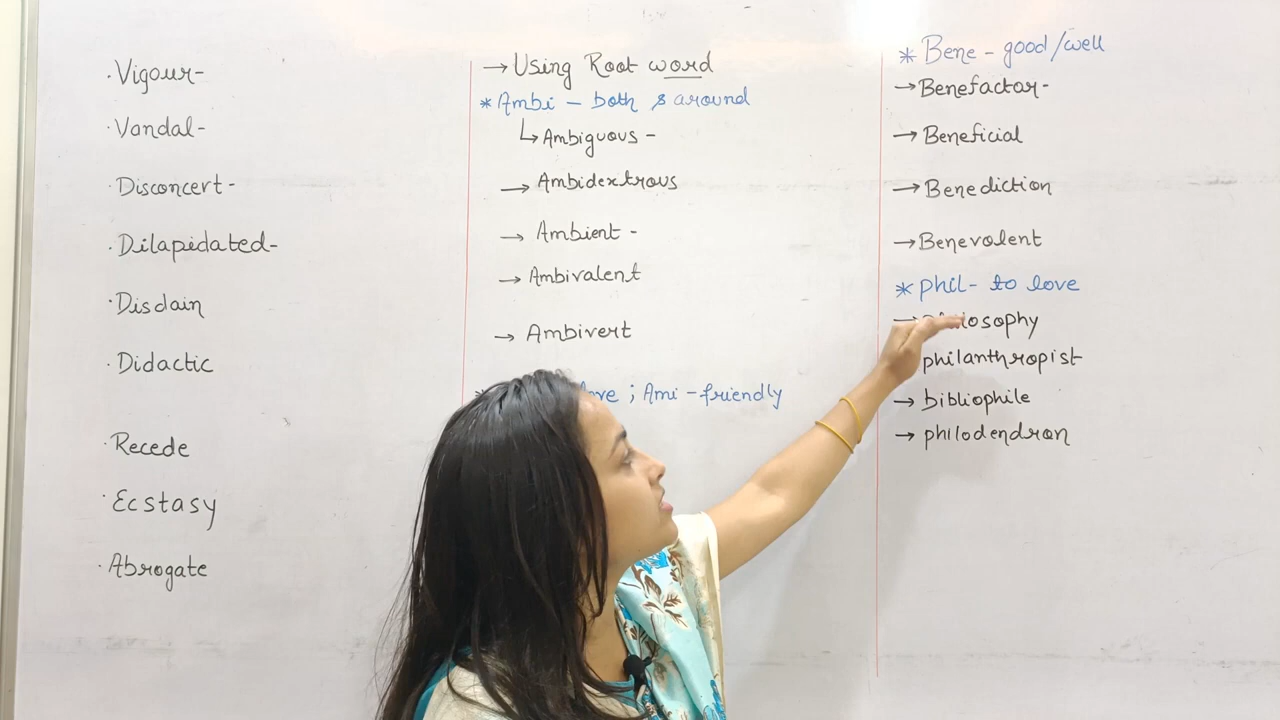 · Vigour-
· Vandal-
· Disconcert-
· Dilapidated-
· Disdain
· Didactic
· Recede
· Ecstasy
· Abrogate
→ Using Root word
* Ambi - both & around
↳ Ambiguous -
→ Ambidextrous
→ Ambient -
→ Ambivalent
→ Ambivert
; Ami - friendly
* Bene - good/well
→ Benefactor-
→ Beneficial
→ Benediction
→ Benevolent
* Phil- to love
→ philosophy
philanthropist
→ bibliophile
→ philodendron